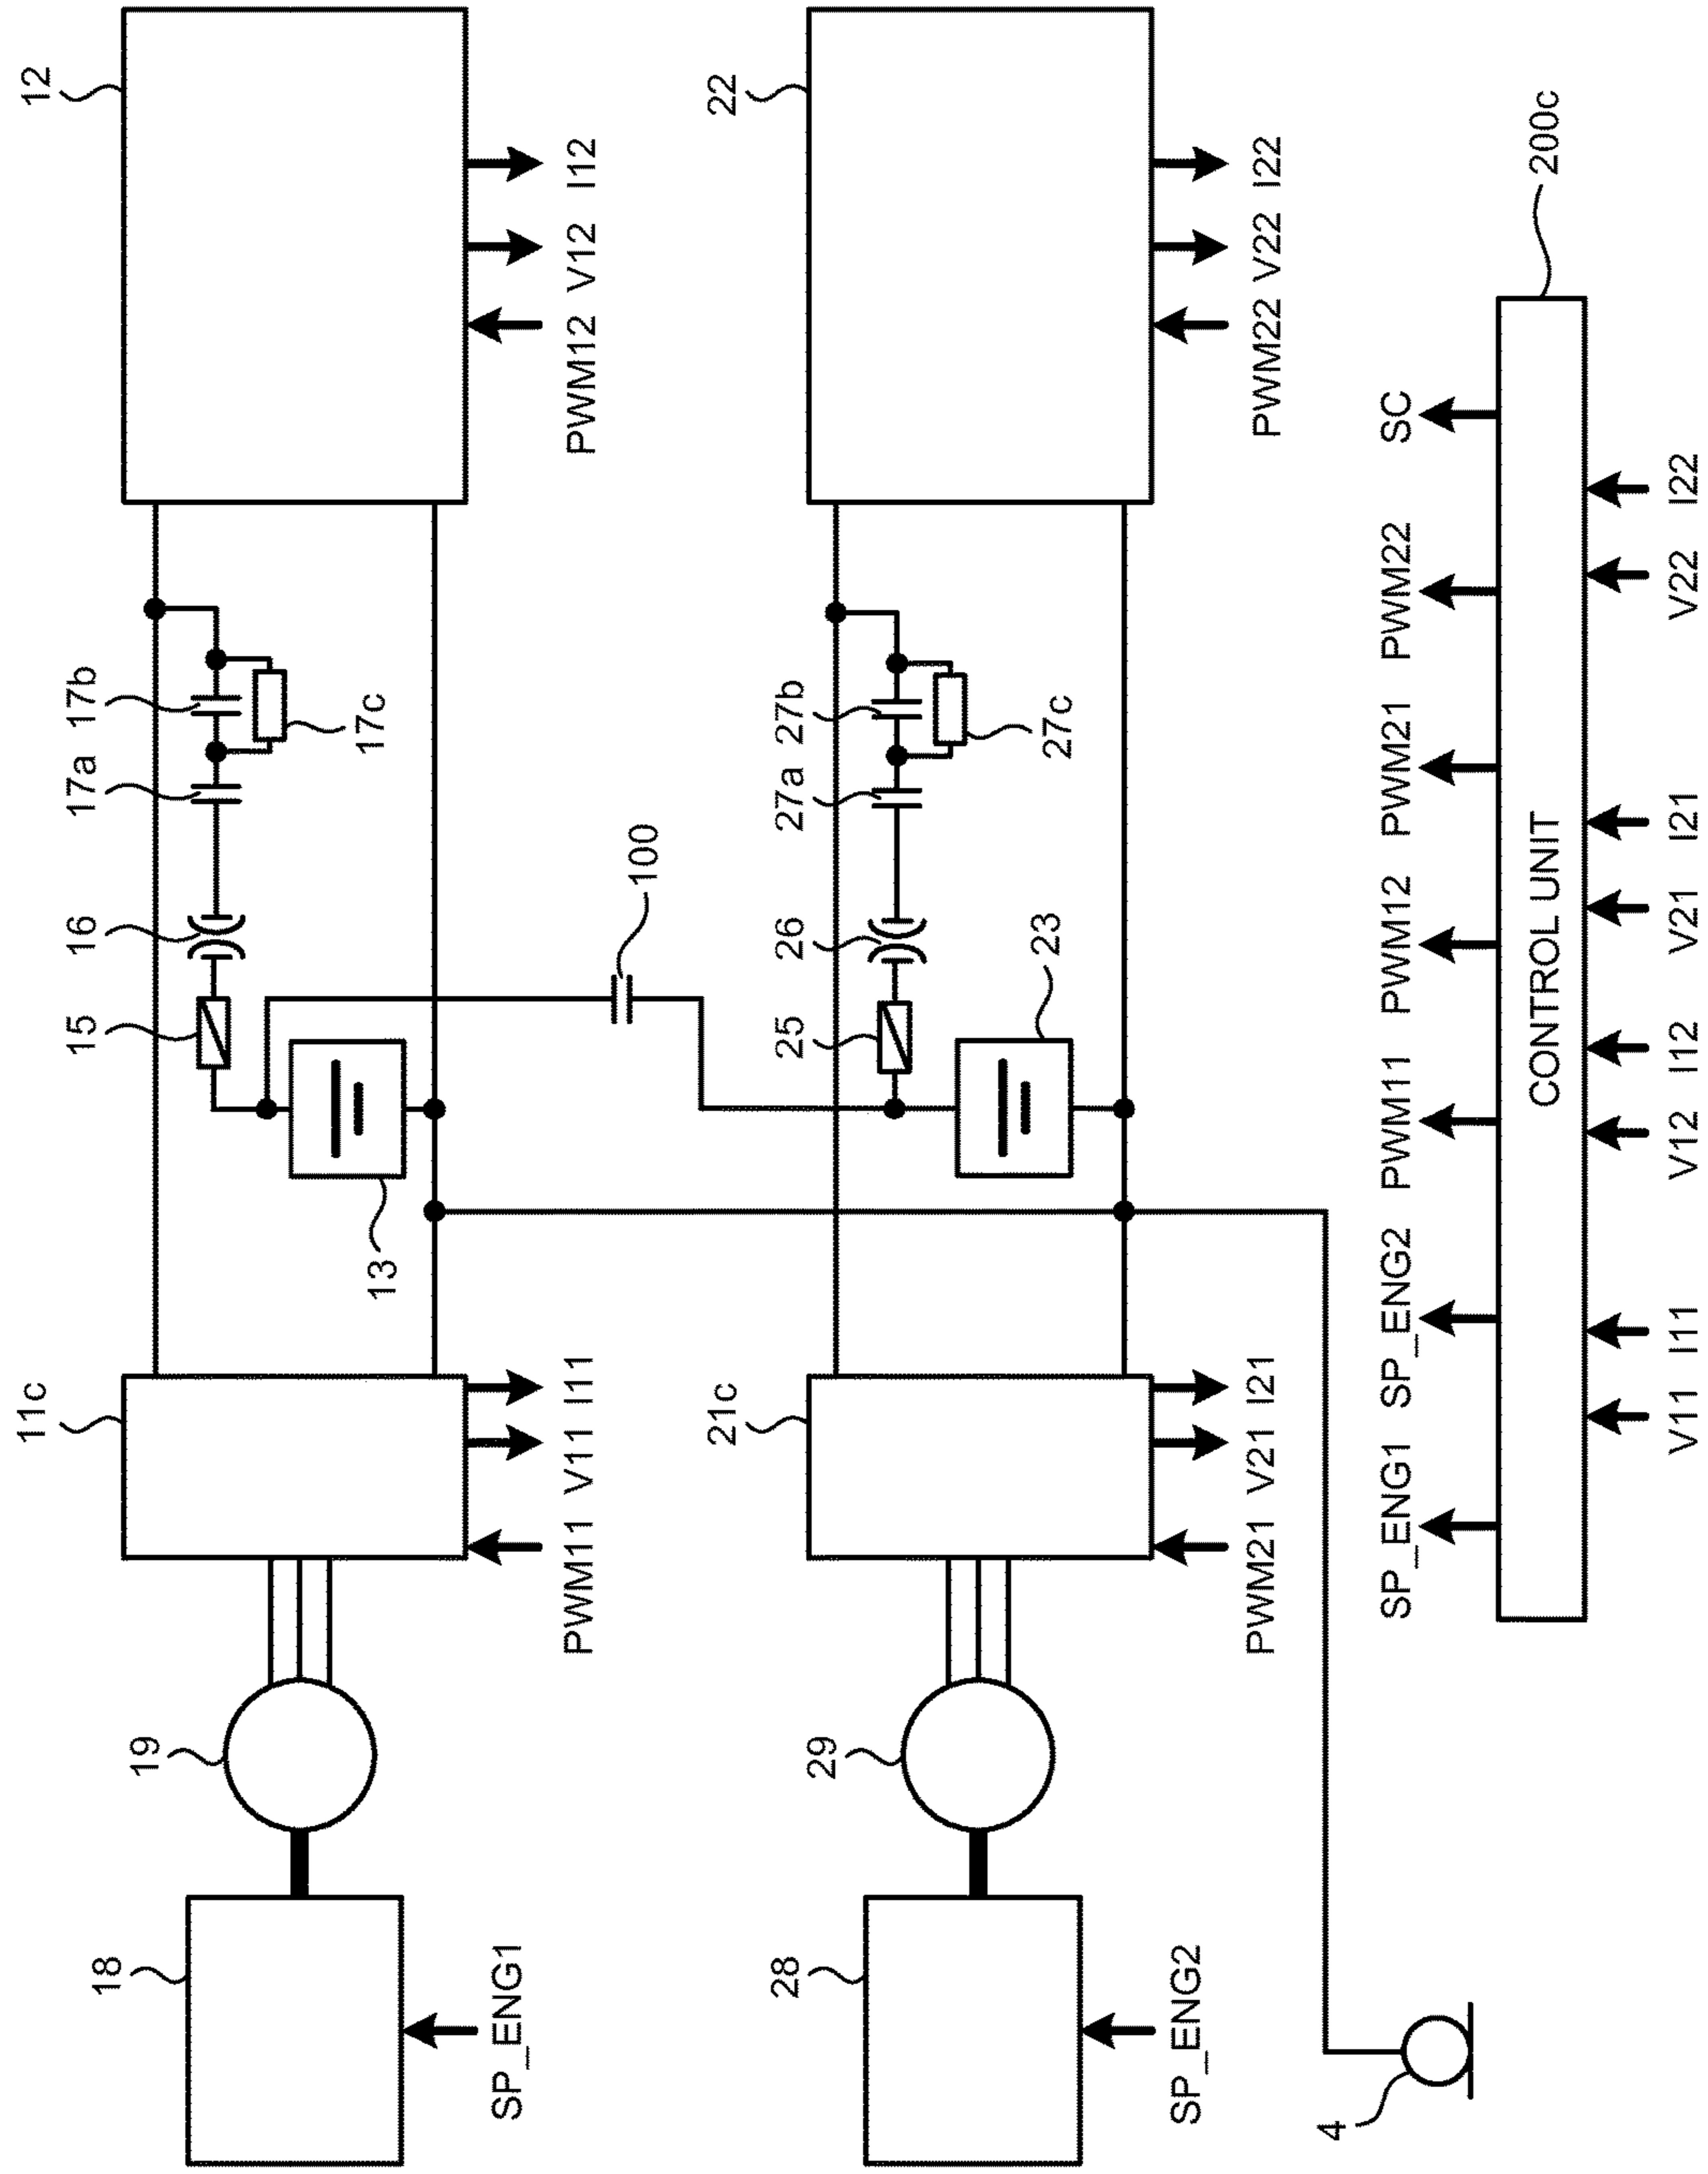 11c
12
15
16
17a
17b
17c
18
19
13
SP_ENG1
PWM11
V11
I11
PWM12
V12
I12
100
21c
22
25
26
27a
27b
27c
28
29
23
SP_ENG2
PWM21
V21
I21
PWM22
V22
I22
4
SP_ENG1
SP_ENG2
PWM11
PWM12
PWM21
PWM22
SC
200c
CONTROL UNIT
V11
I11
V12
I12
V21
I21
V22
I22